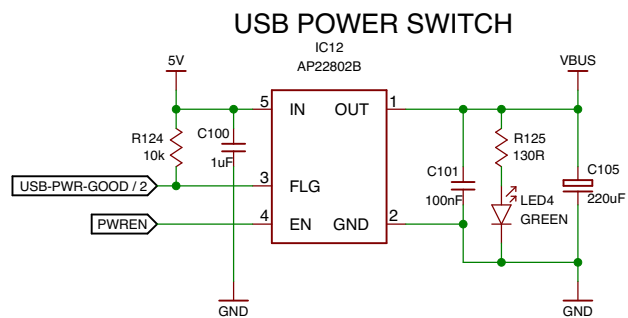 USB POWER SWITCH
IC12
AP22802B
5V
VBUS
5 IN OUT 1
R124
10k
C100
1uF
R125
130R
C101
100nF
C105
220uF
USB-PWR-GOOD / 2
3 FLG
LED4
GREEN
PWREN
4 EN GND 2
GND
GND